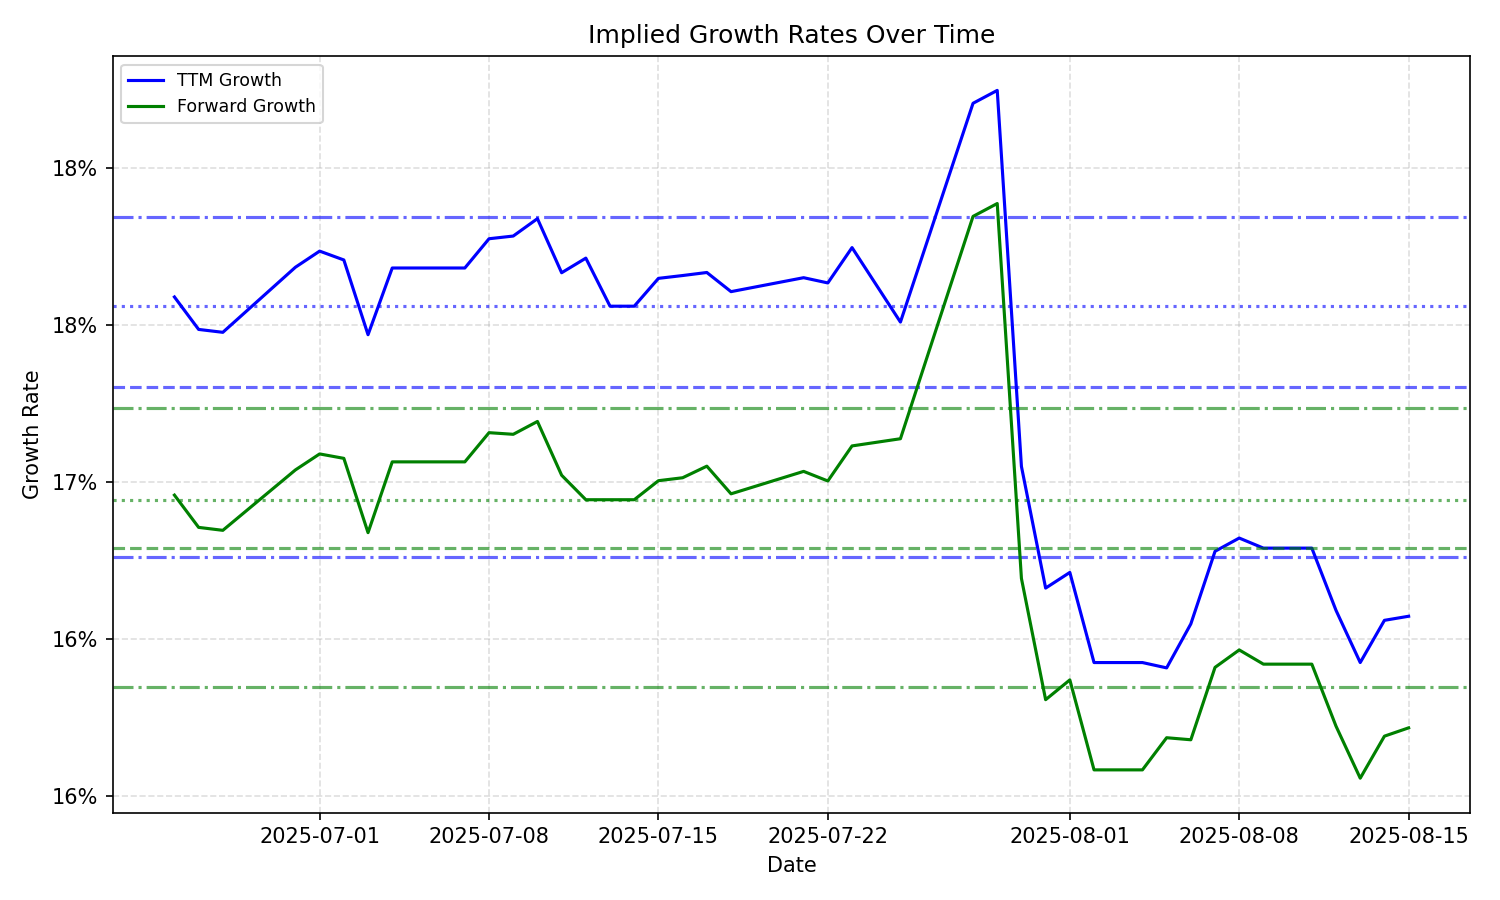 Implied Growth Rates Over Time
TTM Growth
Forward Growth
18%
18%
17%
16%
16%
Growth Rate
2025-07-01
2025-07-08
2025-07-15
2025-07-22
2025-08-01
2025-08-08
2025-08-15
Date